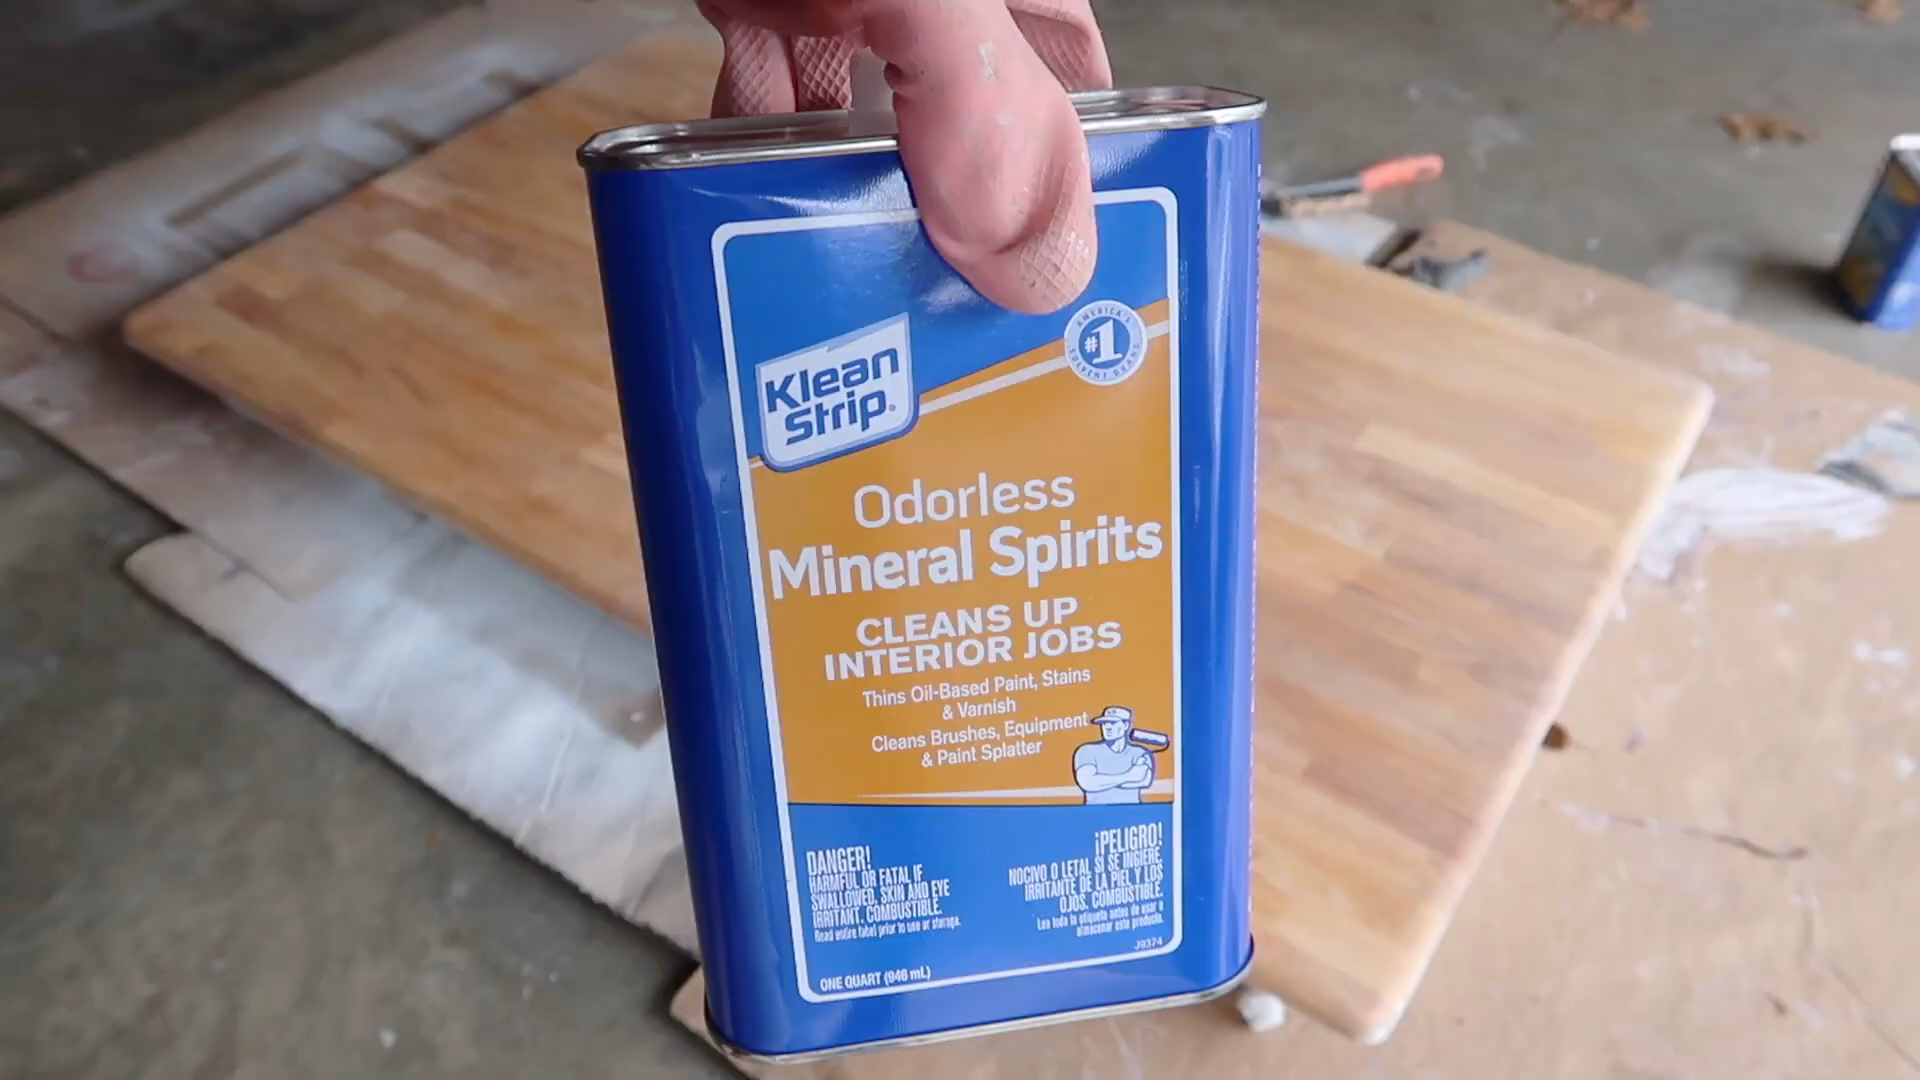 AMERICA'S
#1
SOLVENT BRAND
Klean
Strip®
Odorless
Mineral Spirits
CLEANS UP
INTERIOR JOBS
Thins Oil-Based Paint, Stains
& Varnish
Cleans Brushes, Equipment
& Paint Splatter
DANGER!
HARMFUL OR FATAL IF
SWALLOWED, SKIN AND EYE
IRRITANT. COMBUSTIBLE.
Read entire label prior to use or storage.
¡PELIGRO!
NOCIVO O LETAL SI SE INGIERE,
IRRITANTE DE LA PIEL Y LOS
OJOS. COMBUSTIBLE.
Lea toda la etiqueta antes de usar o
almacenar este producto.
J9374
ONE QUART (946 mL)